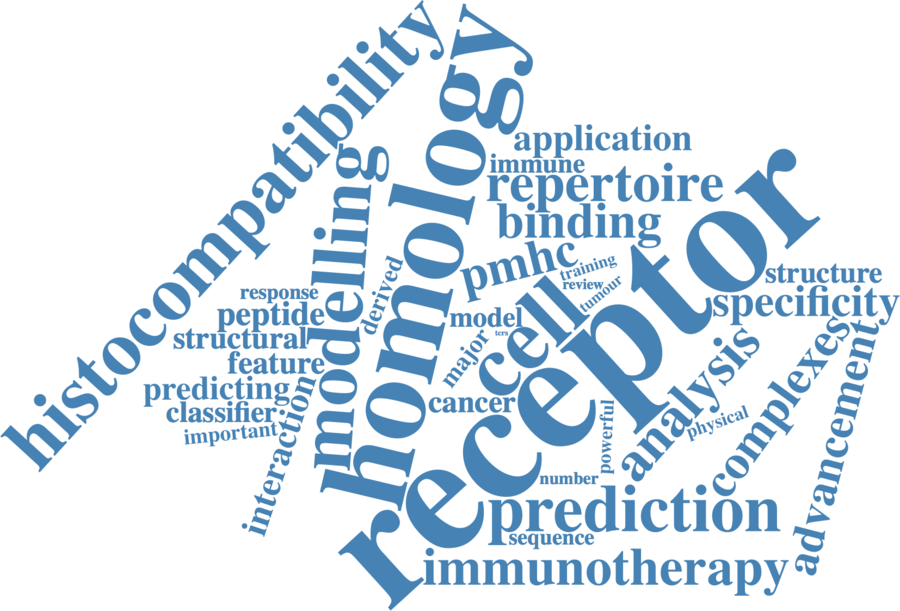 histocompatibility
homology
modelling
application
immune
repertoire
binding
pmhc
training
review
tumour
receptor
cell
structure
specificity
derived
response
peptide
structural
feature
predicting
classifier
important
interaction
model
tcrs
major
cancer
analysis
physical
complexes
advancement
powerful
number
prediction
sequence
immunotherapy